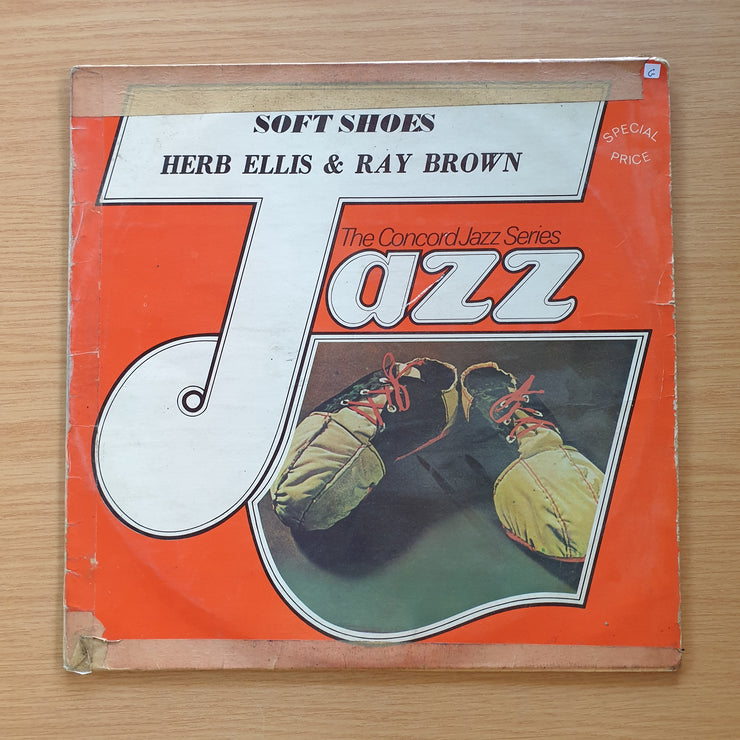 SOFT SHOES
HERB ELLIS & RAY BROWN
SPECIAL
PRICE
The Concord Jazz Series
Jazz